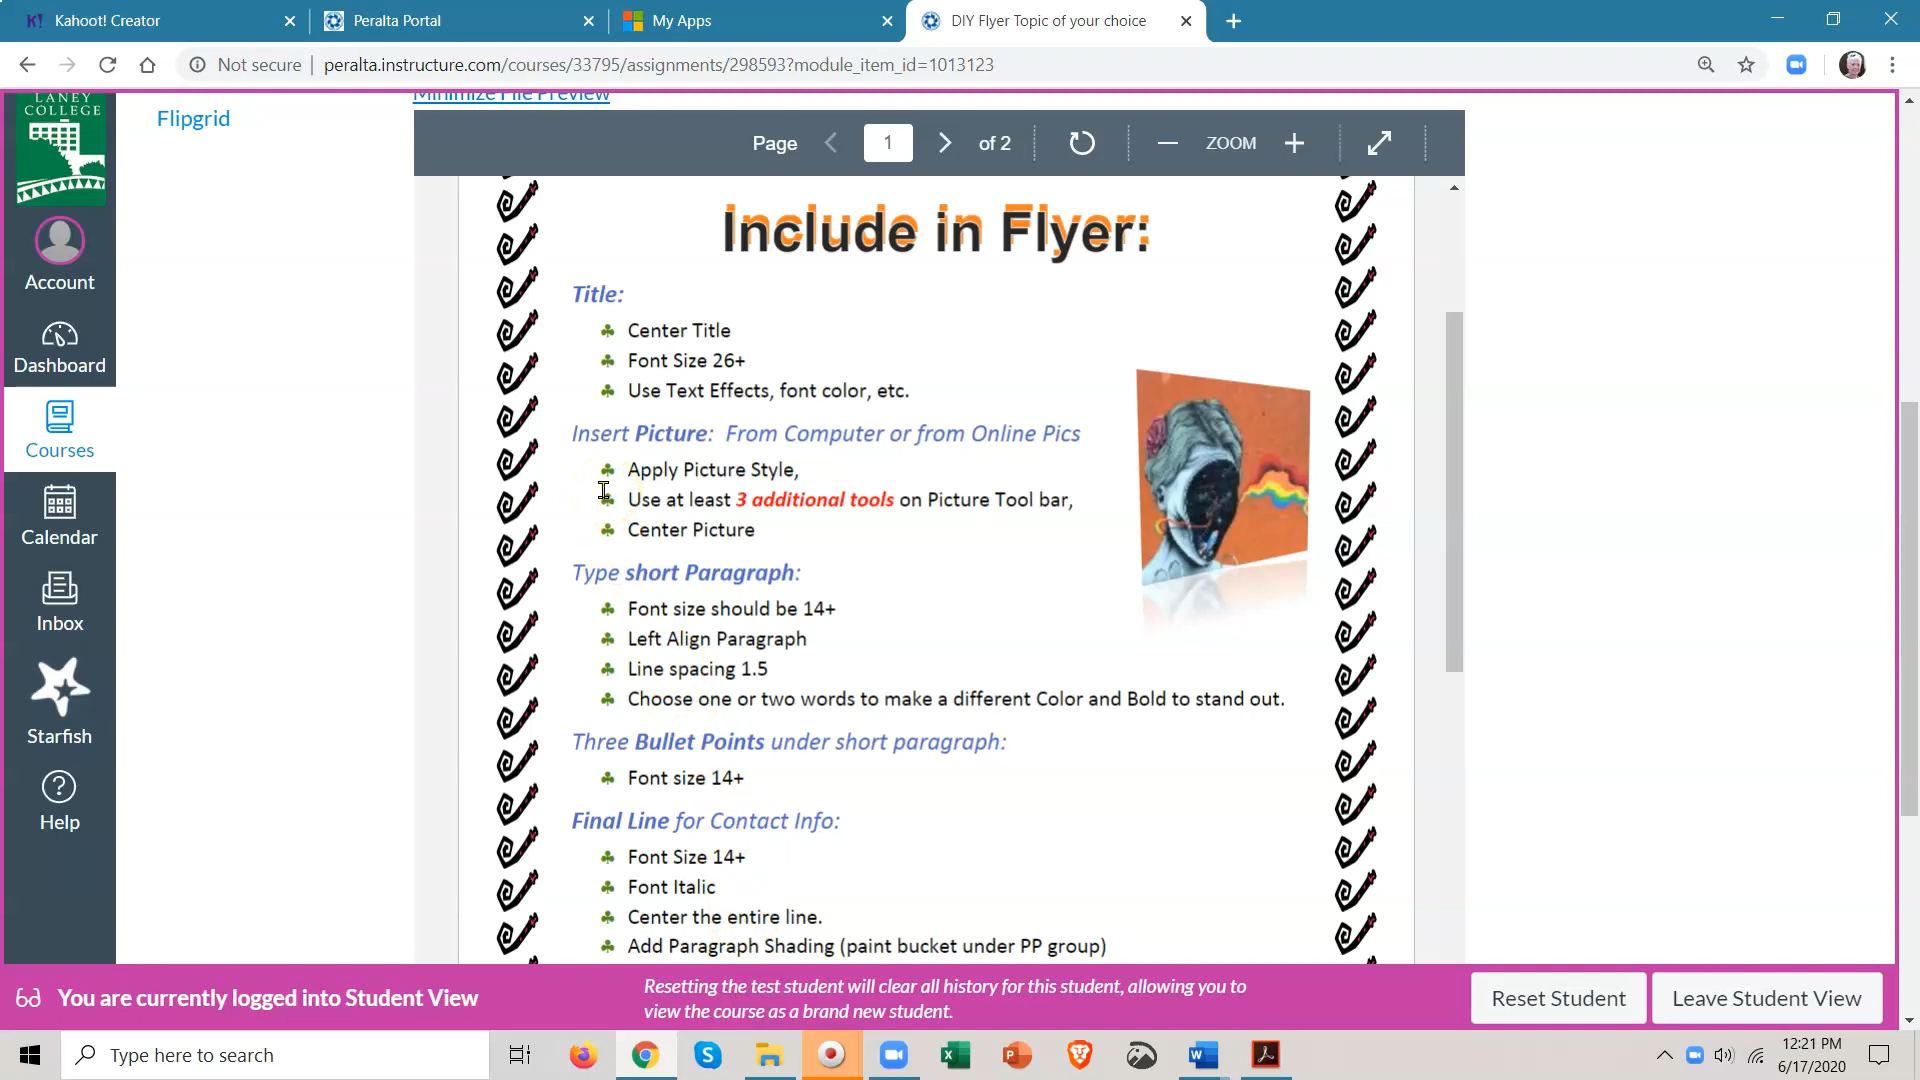 Kahoot! Creator
Peralta Portal
My Apps
DIY Flyer Topic of your choice
Not secure | peralta.instructure.com/courses/33795/assignments/298593?module_item_id=1013123
LANEY
COLLEGE
Account
Dashboard
Courses
Calendar
Inbox
Starfish
Help
Flipgrid
Minimize File Preview
Page 1 of 2 ZOOM
Include in Flyer:
Title:
Center Title
Font Size 26+
Use Text Effects, font color, etc.
Insert Picture: From Computer or from Online Pics
Apply Picture Style,
Use at least 3 additional tools on Picture Tool bar,
Center Picture
Type short Paragraph:
Font size should be 14+
Left Align Paragraph
Line spacing 1.5
Choose one or two words to make a different Color and Bold to stand out.
Three Bullet Points under short paragraph:
Font size 14+
Final Line for Contact Info:
Font Size 14+
Font Italic
Center the entire line.
Add Paragraph Shading (paint bucket under PP group)
You are currently logged into Student View
Resetting the test student will clear all history for this student, allowing you to
view the course as a brand new student.
Reset Student
Leave Student View
Type here to search
12:21 PM
6/17/2020